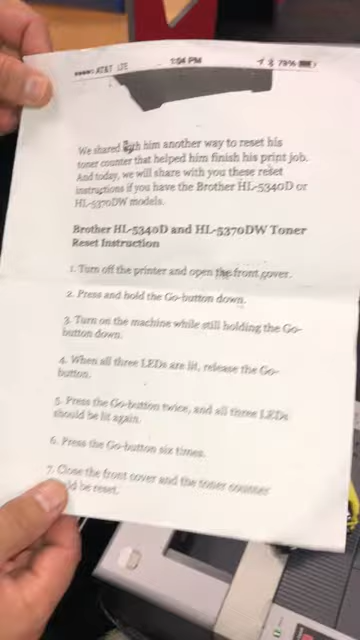 AT&T LTE 1:04 PM 78%
We shared with him another way to reset his
toner counter that helped him finish his print job.
And today, we will share with you these reset
instructions if you have the Brother HL-5340D or
HL-5370DW models.
Brother HL-5340D and HL-5370DW Toner
Reset Instruction
1. Turn off the printer and open the front cover.
2. Press and hold the Go-button down.
3. Turn on the machine while still holding the Go-
button down.
4. When all three LEDs are lit, release the Go-
button.
5. Press the Go-button twice, and all three LEDs
should be lit again.
6. Press the Go-button six times.
7. Close the front cover and the toner counter
ould be reset.